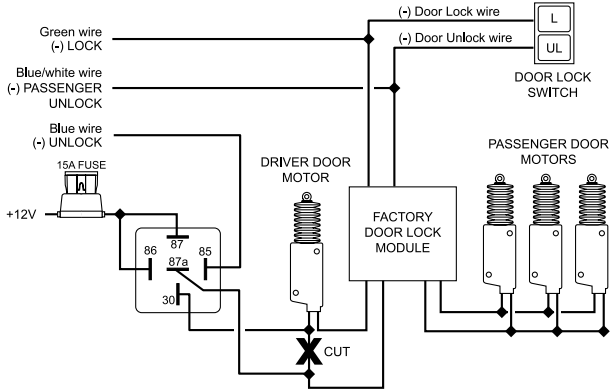 (-) Door Lock wire
L
Green wire
(-) LOCK
(-) Door Unlock wire
UL
Blue/white wire
(-) PASSENGER
UNLOCK
DOOR LOCK
SWITCH
Blue wire
(-) UNLOCK
15A FUSE
DRIVER DOOR
MOTOR
PASSENGER DOOR
MOTORS
+12V
FACTORY
DOOR LOCK
MODULE
86
87
85
87a
30
CUT